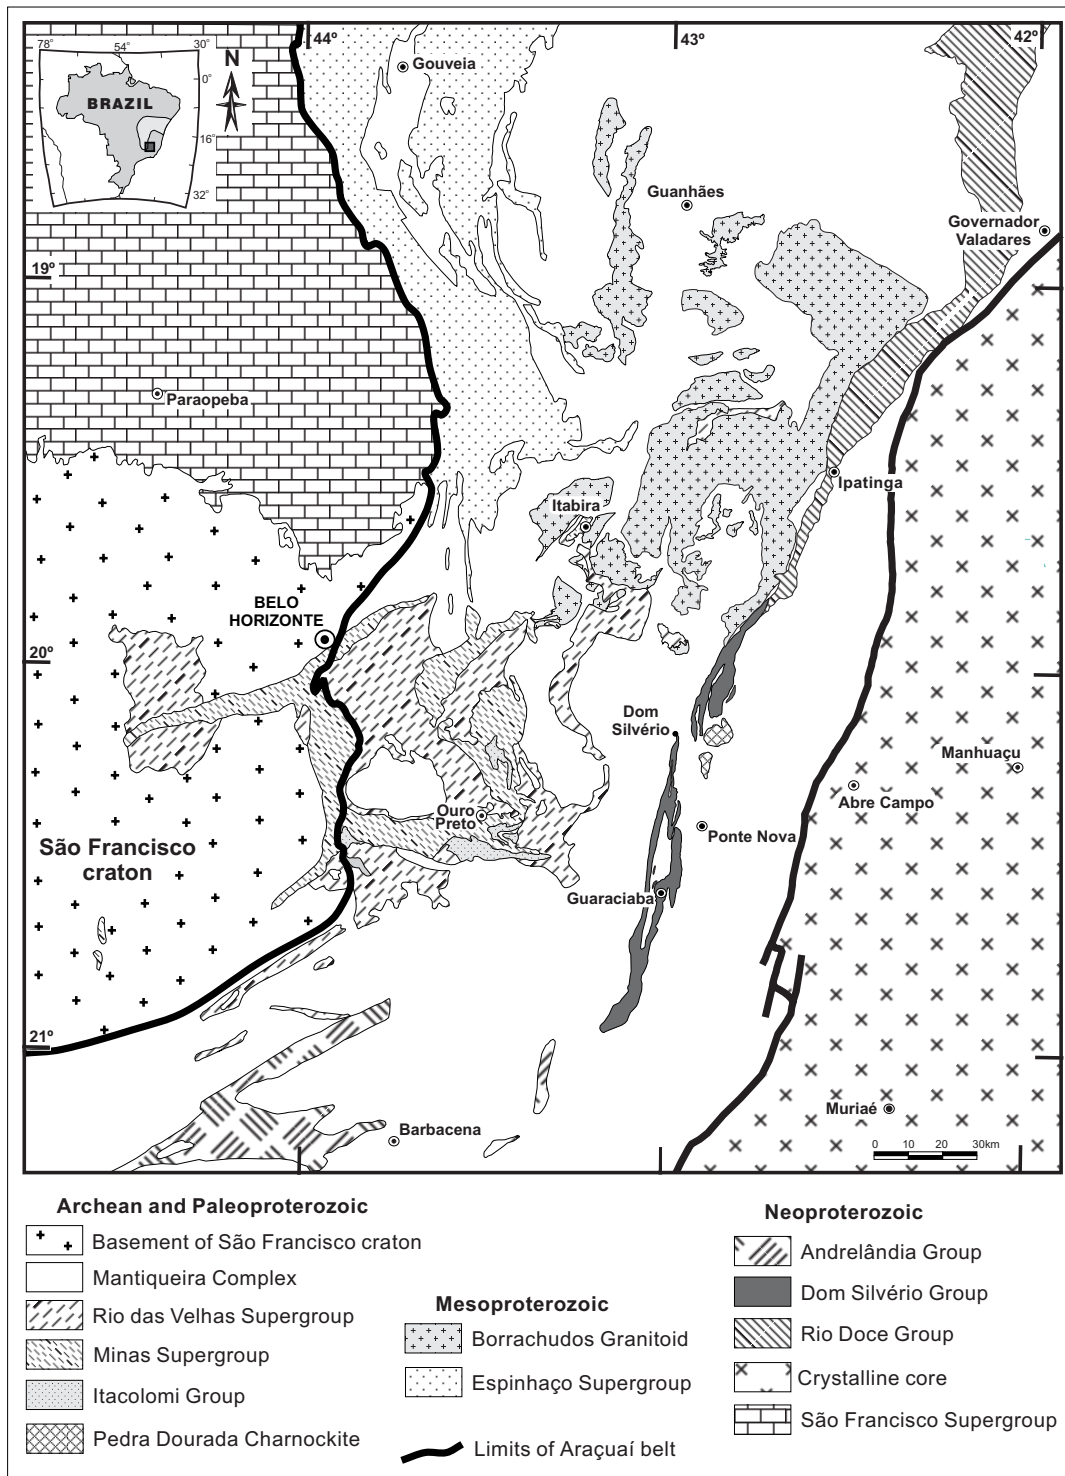 78°
54°
30°
0°
16°
32°
BRAZIL
N
44°
43°
42°
19°
20°
21°
Gouveia
Guanhães
Governador
Valadares
Paraopeba
Ipatinga
Itabira
BELO
HORIZONTE
Dom
Silvério
Manhuaçu
Abre Campo
Ouro
Preto
Ponte Nova
São Francisco
craton
Guaraciaba
Muriaé
Barbacena
0 10 20 30km
Archean and Paleoproterozoic
Basement of São Francisco craton
Mantiqueira Complex
Rio das Velhas Supergroup
Minas Supergroup
Itacolomi Group
Pedra Dourada Charnockite
Mesoproterozoic
Borrachudos Granitoid
Espinhaço Supergroup
Limits of Araçuaí belt
Neoproterozoic
Andrelândia Group
Dom Silvério Group
Rio Doce Group
Crystalline core
São Francisco Supergroup